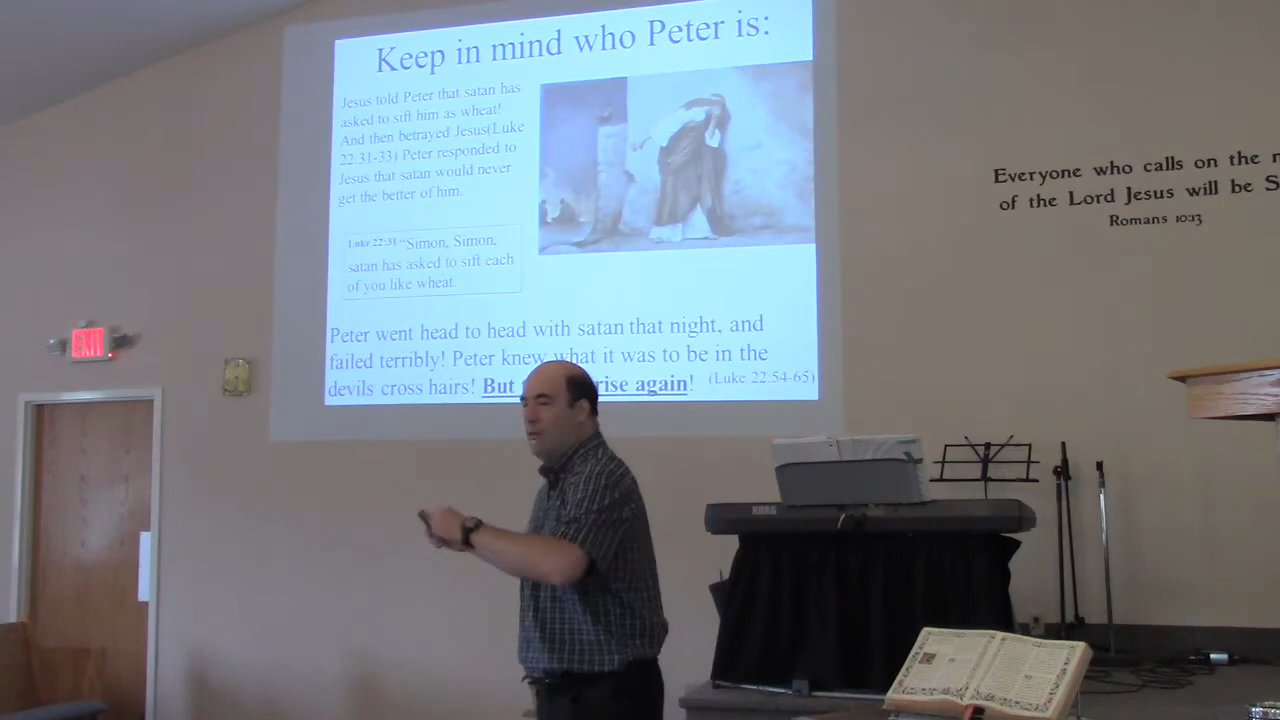 Keep in mind who Peter is:
Jesus told Peter that satan has
asked to sift him as wheat!
And then betrayed Jesus(Luke
22:31-33) Peter responded to
Jesus that satan would never
get the better of him.
Luke 22:31 “Simon, Simon,
satan has asked to sift each
of you like wheat.
Peter went head to head with satan that night, and
failed terribly! Peter knew what it was to be in the
devils cross hairs! But rise again! (Luke 22:54-65)
Everyone who calls on the
of the Lord Jesus will be
Romans 10:13
EXIT
KORG